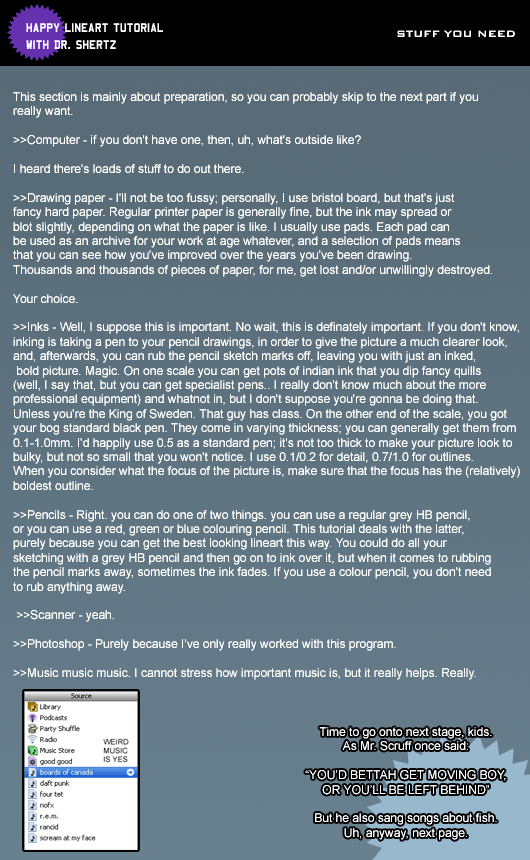 HAPPY LINEART TUTORIAL
WITH DR. SHERTZ
STUFF YOU NEED
This section is mainly about preparation, so you can probably skip to the next part if you
really want.
>>Computer - if you don't have one, then, uh, what's outside like?
I heard there's loads of stuff to do out there.
>>Drawing paper - I'll not be too fussy; personally, I use bristol board, but that's just
fancy hard paper. Regular printer paper is generally fine, but the ink may spread or
blot slightly, depending on what the paper is like. I usually use pads. Each pad can
be used as an archive for your work at age whatever, and a selection of pads means
that you can see how you've improved over the years you've been drawing.
Thousands and thousands of pieces of paper, for me, get lost and/or unwillingly destroyed.
Your choice.
>>Inks - Well, I suppose this is important. No wait, this is definately important. If you don't know,
inking is taking a pen to your pencil drawings, in order to give the picture a much clearer look,
and, afterwards, you can rub the pencil sketch marks off, leaving you with just an inked,
bold picture. Magic. On one scale you can get pots of indian ink that you dip fancy quills
(well, I say that, but you can get specialist pens.. I really don't know much about the more
professional equipment) and whatnot in, but I don't suppose you're gonna be doing that.
Unless you're the King of Sweden. That guy has class. On the other end of the scale, you got
your bog standard black pen. They come in varying thickness; you can generally get them from
0.1-1.0mm. I'd happily use 0.5 as a standard pen; it's not too thick to make your picture look to
bulky, but not so small that you won't notice. I use 0.1/0.2 for detail, 0.7/1.0 for outlines.
When you consider what the focus of the picture is, make sure that the focus has the (relatively)
boldest outline.
>>Pencils - Right. you can do one of two things. you can use a regular grey HB pencil,
or you can use a red, green or blue colouring pencil. This tutorial deals with the latter,
purely because you can get the best looking lineart this way. You could do all your
sketching with a grey HB pencil and then go on to ink over it, but when it comes to rubbing
the pencil marks away, sometimes the ink fades. If you use a colour pencil, you don't need
to rub anything away.
>>Scanner - yeah.
>>Photoshop - Purely because I've only really worked with this program.
>>Music music music. I cannot stress how important music is, but it really helps. Really.
Source
Library
Podcasts
Party Shuffle
Radio
Music Store
good good
boards of canada
daft punk
four tet
nofx
r.e.m.
rancid
scream at my face
WEIRD
MUSIC
IS YES
Time to go onto next stage, kids.
As Mr. Scruff once said:
“YOU’D BETTAH GET MOVING BOY,
OR YOU’LL BE LEFT BEHIND”
But he also sang songs about fish.
Uh, anyway, next page.